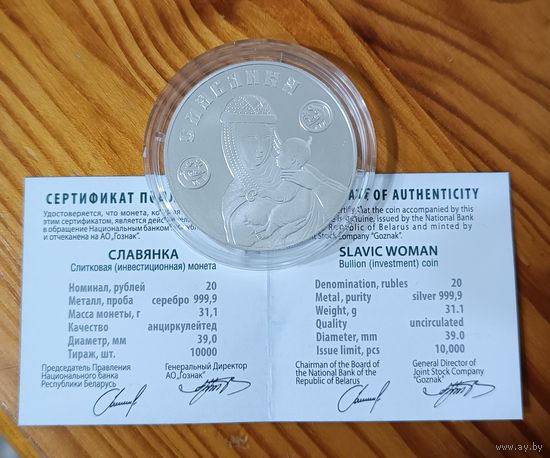 СЛАВЯНКА
СЕРТИФИКАТ
Удостоверяется, что монета,
этим сертификатом, является
в обращение Национальным банком
и отчеканена на АО„Гознак".
СЛАВЯНКА
Слитковая (инвестиционная) монета
Номинал, рублей 20
Металл, проба серебро 999,9
Масса монеты, г 31,1
Качество анциркулейтед
Диаметр, мм 39,0
Тираж, шт. 10000
Председатель Правления
Национального банка
Республики Беларусь
Генеральный Директор
АО„Гознак"
OF AUTHENTICITY
that the coin accompanied by this
issued by the National Bank
Republic of Belarus and minted by
Joint Stock Company "Goznak".
SLAVIC WOMAN
Bullion (investment) coin
Denomination, rubles 20
Metal, purity silver 999,9
Weight, g 31.1
Quality uncirculated
Diameter, mm 39.0
Issue limit, pcs 10,000
Chairman of the Board of
the National Bank of the
Republic of Belarus
General Director of
Joint Stock Company
"Goznak"
www.ay.by